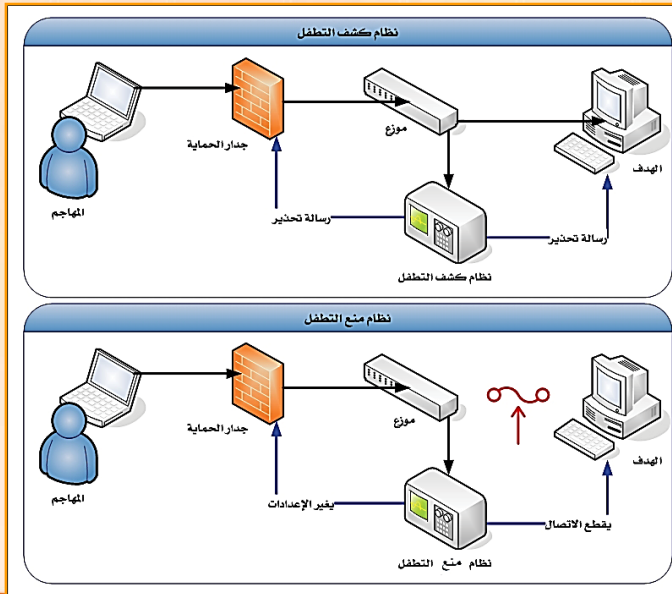 نظام كشف التطفل
موزع
جدار الحماية
الهدف
المهاجم
رسالة تحذير
رسالة تحذير
نظام كشف التطفل
نظام منع التطفل
موزع
جدار الحماية
الهدف
المهاجم
يغير الإعدادات
يقطع الاتصال
نظام منع التطفل